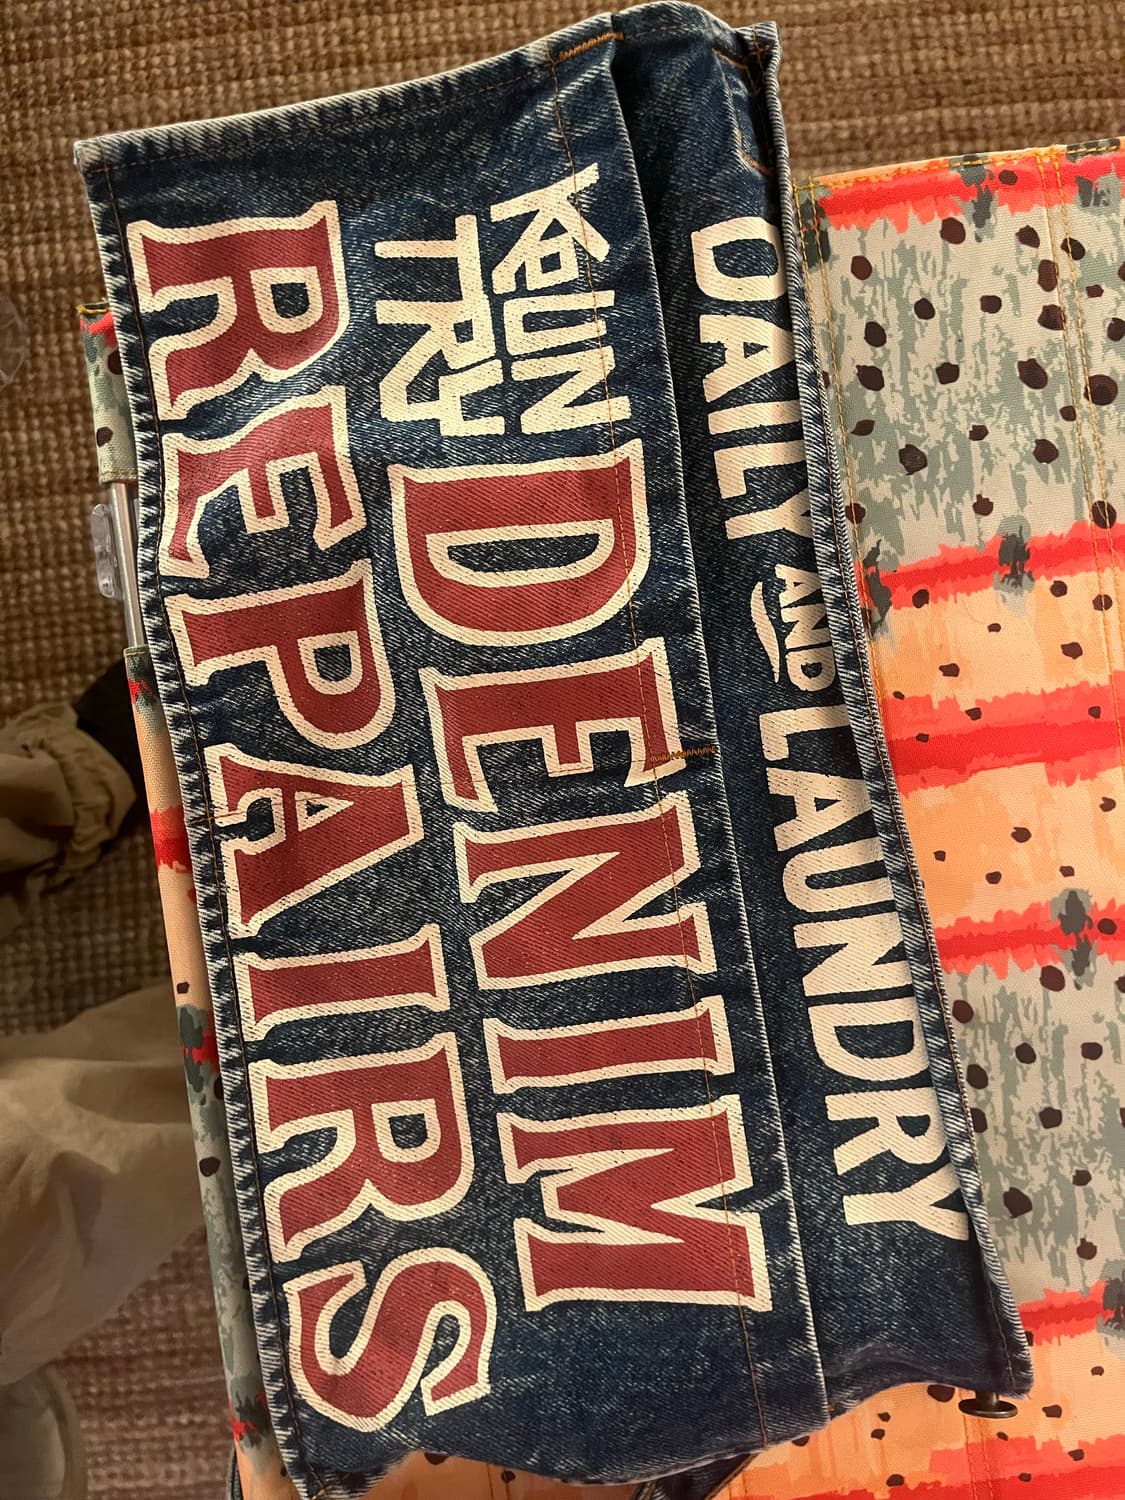 DAILY AND LAUNDRY
KOUN
TRY DENIM
REPAIRS